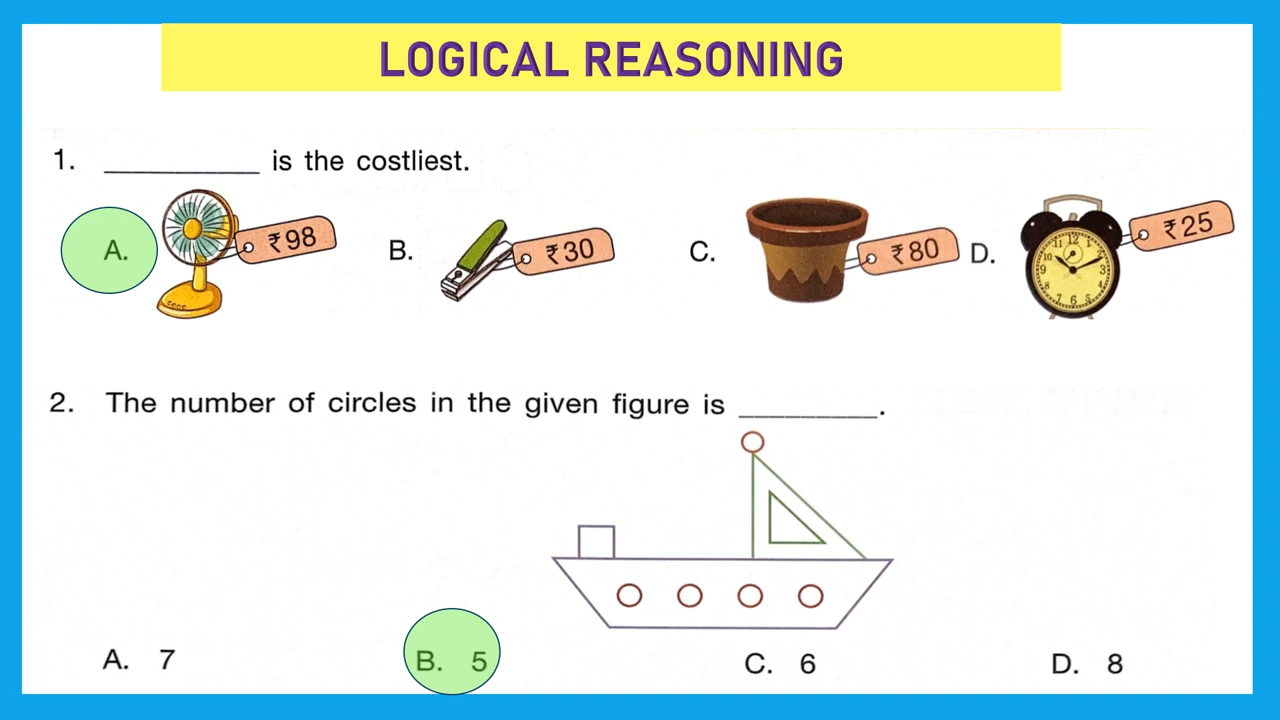 LOGICAL REASONING
1. __________ is the costliest.
A. ₹98 B. ₹30 C. ₹80 D. ₹25
2. The number of circles in the given figure is _________.
A. 7 B. 5 C. 6 D. 8